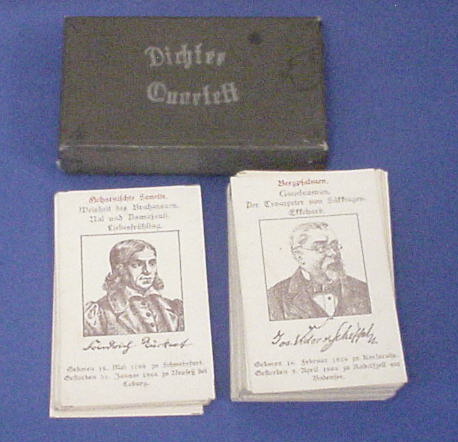 Dichter
Quartett
Geharnischte Sonette.
Weisheit des Brahmanen.
Nal und Damajanti.
Liebesfrühling.
Friedrich Rückert
Geboren 16. Mai 1788 zu Schweinfurt.
Gestorben 31. Januar 1866 zu Neuseß bei
Coburg.
Bergpsalmen.
Gaudeamus.
Der Trompeter von Säkkingen.
Ekkehard.
Jos. Victor v. Scheffel
Geboren 16. Februar 1826 zu Karlsruhe.
Gestorben 9. April 1886 zu Radolfzell am
Bodensee.